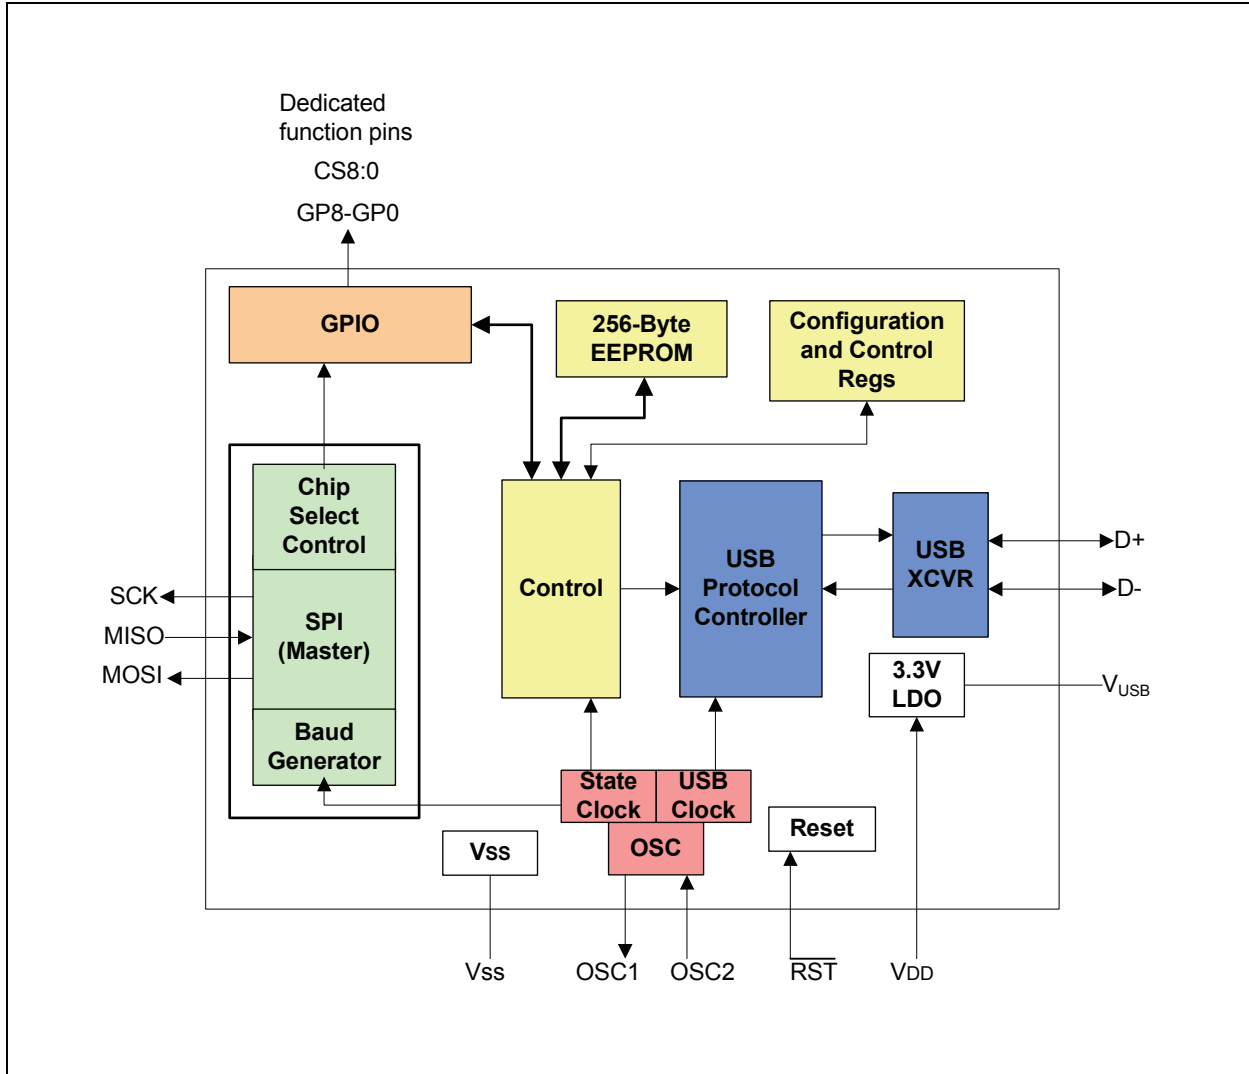 Dedicated
function pins
CS8:0
GP8-GP0
GPIO
256-Byte
EEPROM
Configuration
and Control
Regs
Chip
Select
Control
SPI
(Master)
Baud
Generator
SCK
MISO
MOSI
Control
USB
Protocol
Controller
USB
XCVR
D+
D-
3.3V
LDO
VUSB
State
Clock
USB
Clock
OSC
Reset
Vss
Vss
OSC1
OSC2
RST
VDD